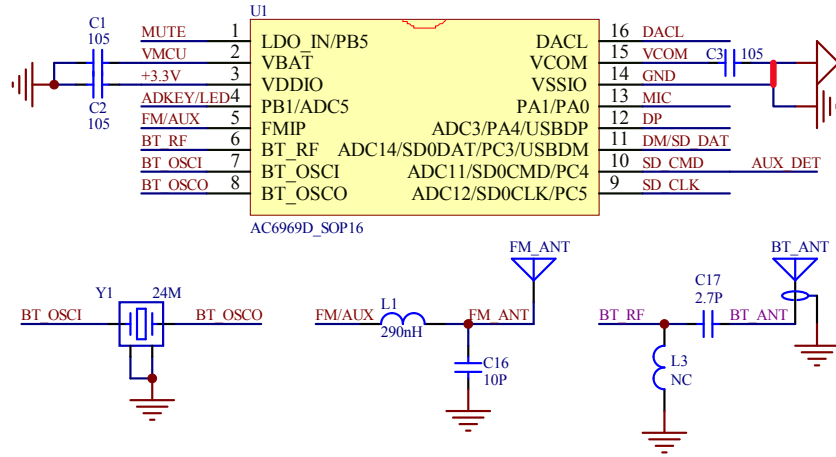 C1
105
U1
MUTE 1 LDO_IN/PB5 DACL 16 DACL
VMCU 2 VBAT VCOM 15 VCOM C3 105
+3.3V 3 VDDIO VSSIO 14 GND
ADKEY/LED 4 PB1/ADC5 PA1/PA0 13 MIC
C2
105
FM/AUX 5 FMIP ADC3/PA4/USBDP 12 DP
BT_RF 6 BT_RF ADC14/SD0DAT/PC3/USBDM 11 DM/SD_DAT
BT_OSCI 7 BT_OSCI ADC11/SD0CMD/PC4 10 SD_CMD AUX_DET
BT_OSCO 8 BT_OSCO ADC12/SD0CLK/PC5 9 SD_CLK
AC6969D_SOP16
Y1 24M
BT_OSCI BT_OSCO
FM_ANT
L1
FM/AUX FM_ANT
290nH
C16
10P
BT_ANT
C17
2.7P
BT_RF BT_ANT
L3
NC